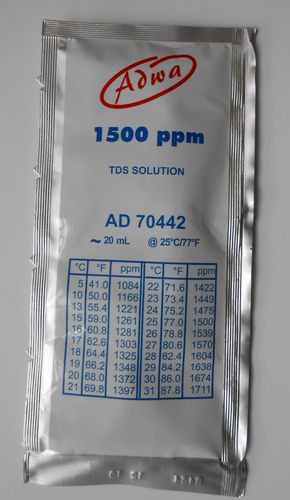 Adwa
1500 ppm
TDS SOLUTION
AD 70442
~ 20 mL @ 25°C/77°F
°C °F ppm °C °F ppm
5 41.0 1084 22 71.6 1422
10 50.0 1166 23 73.4 1449
13 55.4 1221 24 75.2 1475
15 59.0 1261 25 77.0 1500
16 60.8 1281 26 78.8 1539
17 62.6 1303 27 80.6 1570
18 64.4 1325 28 82.4 1604
19 66.2 1348 29 84.2 1638
20 68.0 1372 30 86.0 1674
21 69.8 1397 31 87.8 1711